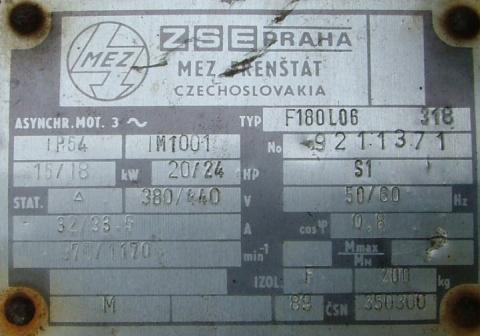 MEZ ZSE PRAHA
MEZ FRENŠTÁT
CZECHOSLOVAKIA
ASYNCHR. MOT. 3 ~ TYP F180L06 318
IP54 IM1001 No 9211371
15/18 kW 20/24 HP S1
STAT. △ 380/440 V 50/60 Hz
A cos φ 0,8
970/1170 min-1 Mmax/MN
IZOL. F 200 kg
M 89 ČSN 350300